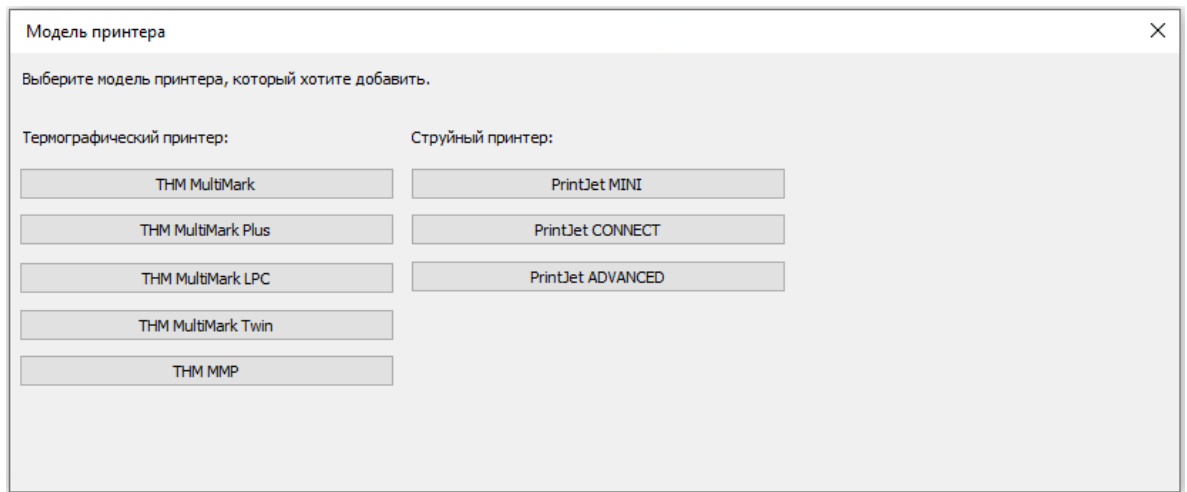 Модель принтера
Выберите модель принтера, который хотите добавить.
Термографический принтер:
THM MultiMark
THM MultiMark Plus
THM MultiMark LPC
THM MultiMark Twin
THM MMP
Струйный принтер:
PrintJet MINI
PrintJet CONNECT
PrintJet ADVANCED